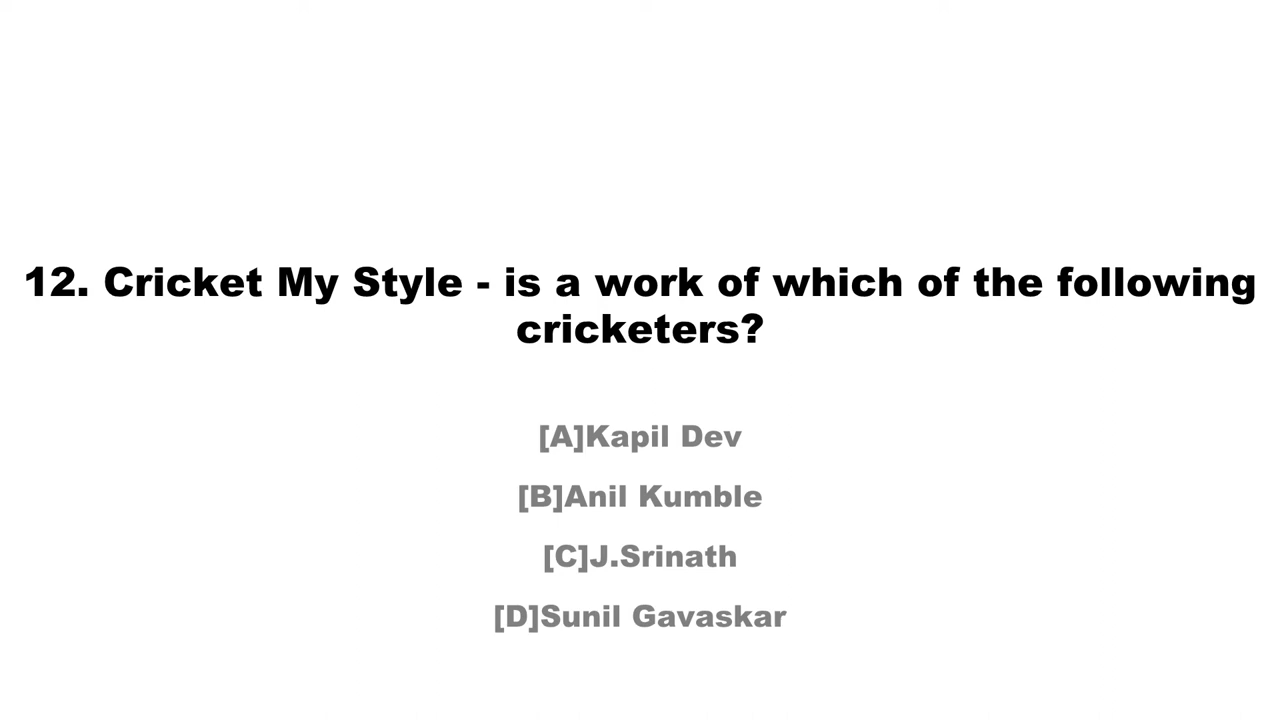 12. Cricket My Style - is a work of which of the following
cricketers?
[A]Kapil Dev
[B]Anil Kumble
[C]J.Srinath
[D]Sunil Gavaskar